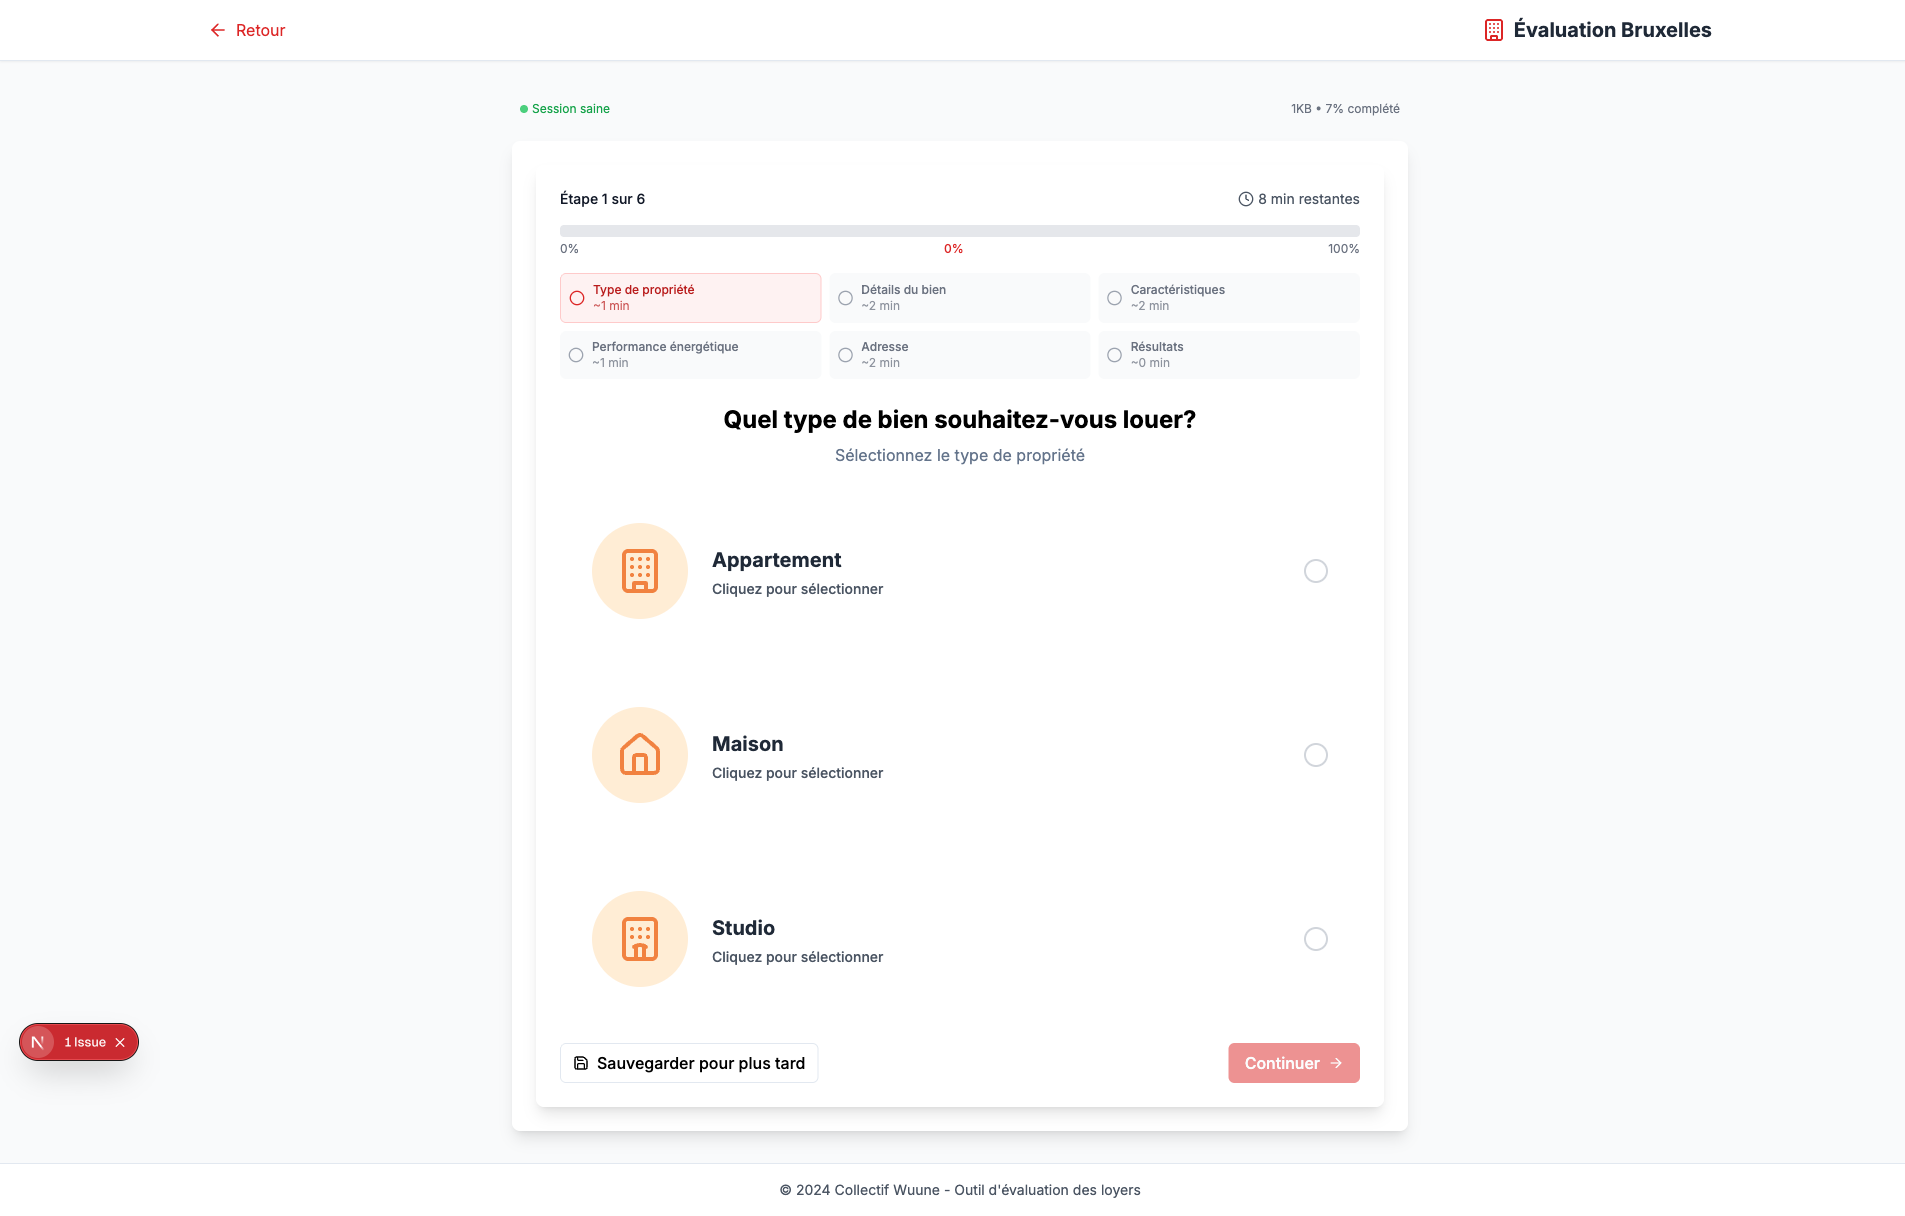 Retour
Évaluation Bruxelles
Session saine
1KB • 7% complété
Étape 1 sur 6
8 min restantes
0%
0%
100%
Type de propriété
~1 min
Détails du bien
~2 min
Caractéristiques
~2 min
Performance énergétique
~1 min
Adresse
~2 min
Résultats
~0 min
Quel type de bien souhaitez-vous louer?
Sélectionnez le type de propriété
Appartement
Cliquez pour sélectionner
Maison
Cliquez pour sélectionner
Studio
Cliquez pour sélectionner
N 1 Issue
Sauvegarder pour plus tard
Continuer
© 2024 Collectif Wuune - Outil d'évaluation des loyers